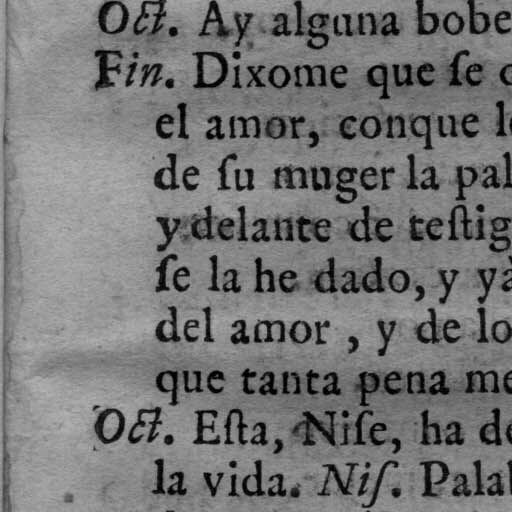 Oct. Ay alguna bobe
Fin. Dixome que ſe
el amor, conque l
de ſu muger la pal
y delante de teſtig
ſe la he dado, y yà
del amor , y de lo
que tanta pena me
Oct. Eſta, Niſe, ha de
la vida. Niſ. Palab